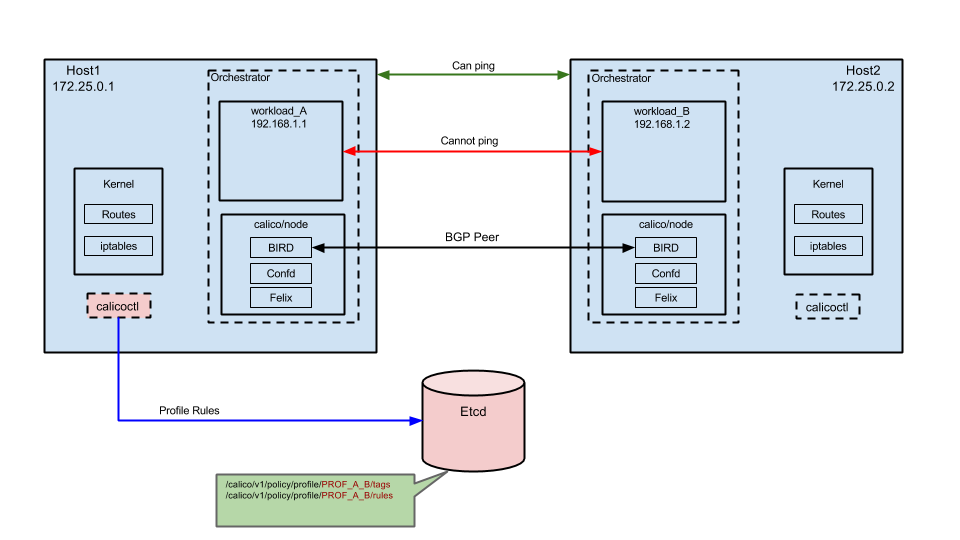 Host1
172.25.0.1
Orchestrator
workload_A
192.168.1.1
Kernel
Routes
iptables
calico/node
BIRD
Confd
Felix
calicoctl
Can ping
Cannot ping
BGP Peer
Orchestrator
workload_B
192.168.1.2
calico/node
BIRD
Confd
Felix
Host2
172.25.0.2
Kernel
Routes
iptables
calicoctl
Profile Rules
Etcd
/calico/v1/policy/profile/PROF_A_B/tags
/calico/v1/policy/profile/PROF_A_B/rules